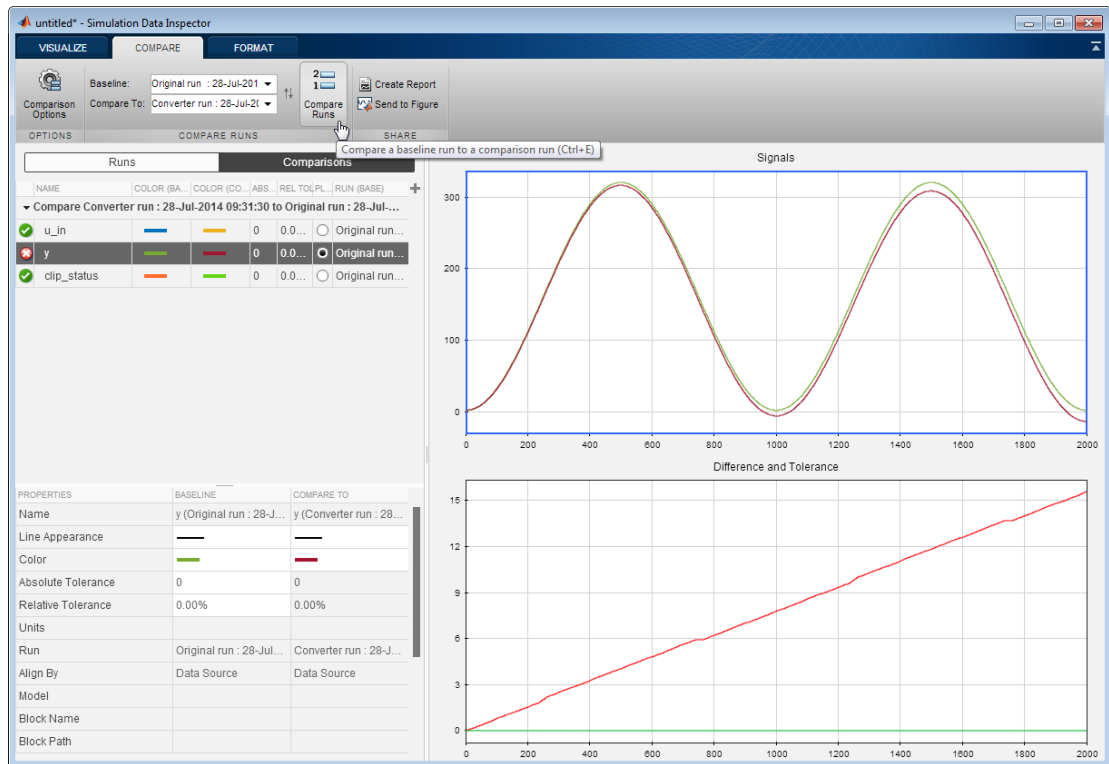 untitled* - Simulation Data Inspector
VISUALIZE COMPARE FORMAT
Baseline: Original run : 28-Jul-201
Compare To: Converter run : 28-Jul-2(
Comparison Options
2
1
Compare Runs
Create Report
Send to Figure
OPTIONS COMPARE RUNS SHARE
Compare a baseline run to a comparison run (Ctrl+E)
Runs Comparisons
NAME COLOR (BA... COLOR (CO... ABS... REL TOL PL... RUN (BASE)
Compare Converter run : 28-Jul-2014 09:31:30 to Original run : 28-Jul-...
u_in 0 0.0... Original run...
y 0 0.0... Original run...
clip_status 0 0.0... Original run...
PROPERTIES BASELINE COMPARE TO
Name y (Original run : 28-J... y (Converter run : 28...
Line Appearance
Color
Absolute Tolerance 0 0
Relative Tolerance 0.00% 0.00%
Units
Run Original run : 28-Jul... Converter run : 28-J...
Align By Data Source Data Source
Model
Block Name
Block Path
Signals
300
200
100
0
0 200 400 600 800 1000 1200 1400 1600 1800 2000
Difference and Tolerance
15
12
9
6
3
0
0 200 400 600 800 1000 1200 1400 1600 1800 2000